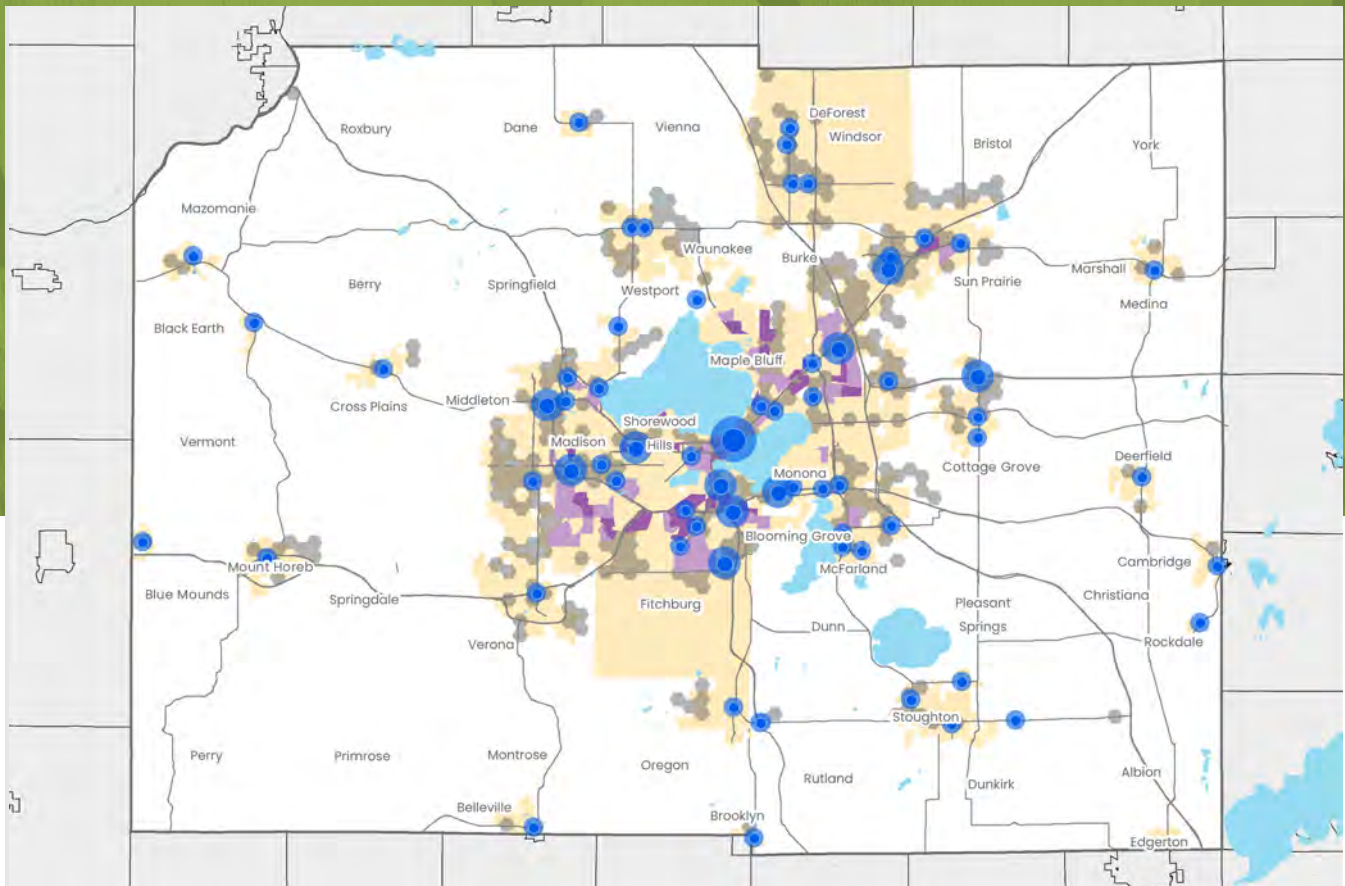 DeForest
Roxbury
Dane
Vienna
Windsor
Bristol
York
Mazomanie
Waunakee
Burke
Marshall
Sun Prairie
Berry
Springfield
Westport
Medina
Black Earth
Maple Bluff
Middleton
Cross Plains
Shorewood
Hills
Vermont
Madison
Deerfield
Cottage Grove
Monona
Blooming Grove
Mount Horeb
McFarland
Cambridge
Blue Mounds
Springdale
Fitchburg
Christiana
Pleasant
Springs
Dunn
Verona
Rockdale
Stoughton
Perry
Primrose
Montrose
Oregon
Rutland
Albion
Dunkirk
Belleville
Brooklyn
Edgerton